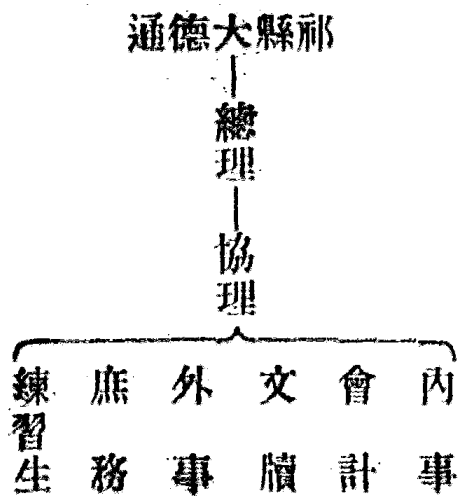 祁縣大德通
總理
協理
內事
會計
文牘
外事
庶務
練習生